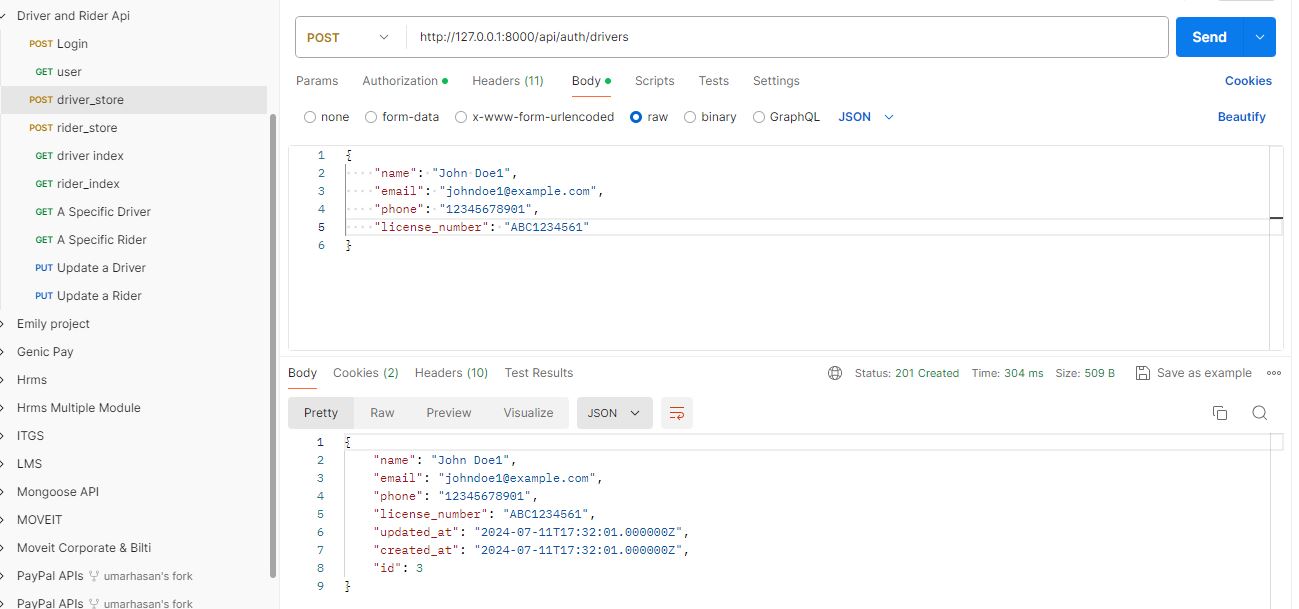 Driver and Rider Api
POST Login
GET user
POST driver_store
POST rider_store
GET driver index
GET rider_index
GET A Specific Driver
GET A Specific Rider
PUT Update a Driver
PUT Update a Rider
Emily project
Genic Pay
Hrms
Hrms Multiple Module
ITGS
LMS
Mongoose API
MOVEIT
Moveit Corporate & Bilti
PayPal APIs umarhasan's fork
PayPal APIs umarhasan's fork
POST http://127.0.0.1:8000/api/auth/drivers Send
Params Authorization Headers (11) Body Scripts Tests Settings Cookies
none form-data x-www-form-urlencoded raw binary GraphQL JSON Beautify
1 {
2 "name": "John Doe1",
3 "email": "johndoe1@example.com",
4 "phone": "12345678901",
5 "license_number": "ABC1234561"
6 }
Body Cookies (2) Headers (10) Test Results Status: 201 Created Time: 304 ms Size: 509 B Save as example
Pretty Raw Preview Visualize JSON
1 {
2 "name": "John Doe1",
3 "email": "johndoe1@example.com",
4 "phone": "12345678901",
5 "license_number": "ABC1234561",
6 "updated_at": "2024-07-11T17:32:01.000000Z",
7 "created_at": "2024-07-11T17:32:01.000000Z",
8 "id": 3
9 }